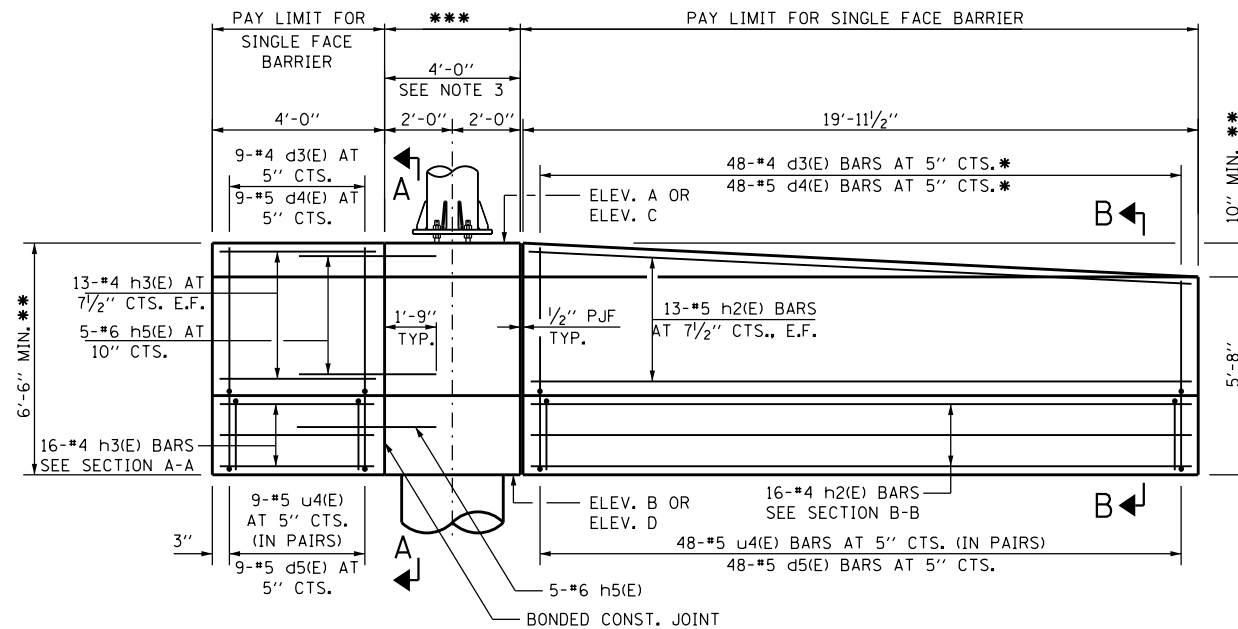 PAY LIMIT FOR
SINGLE FACE
BARRIER
***
PAY LIMIT FOR SINGLE FACE BARRIER
4'-0"
SEE NOTE 3
4'-0"
2'-0"
2'-0"
19'-11½"
9-#4 d3(E) AT
5" CTS.
9-#5 d4(E) AT
5" CTS.
A
48-#4 d3(E) BARS AT 5" CTS.*
48-#5 d4(E) BARS AT 5" CTS.*
10" MIN. **
ELEV. A OR
ELEV. C
B
13-#4 h3(E) AT
7½" CTS. E.F.
5-#6 h5(E) AT
10" CTS.
1'-9"
TYP.
½" PJF
TYP.
13-#5 h2(E) BARS
AT 7½" CTS., E.F.
6'-6" MIN. **
5'-8"
16-#4 h3(E) BARS
SEE SECTION A-A
9-#5 u4(E)
AT 5" CTS.
(IN PAIRS)
9-#5 d5(E) AT
5" CTS.
3"
A
ELEV. B OR
ELEV. D
16-#4 h2(E) BARS
SEE SECTION B-B
B
48-#5 u4(E) BARS AT 5" CTS. (IN PAIRS)
48-#5 d5(E) BARS AT 5" CTS.
5-#6 h5(E)
BONDED CONST. JOINT